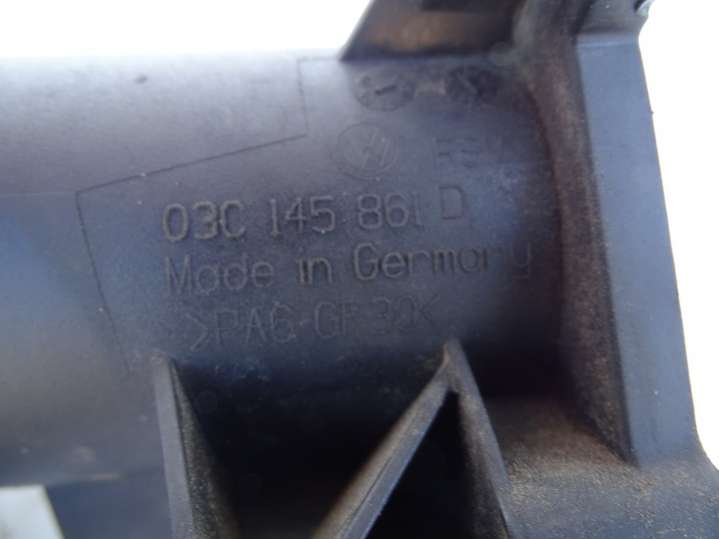 03C 145 861 D
Made in Germany
>PA6 GF30<